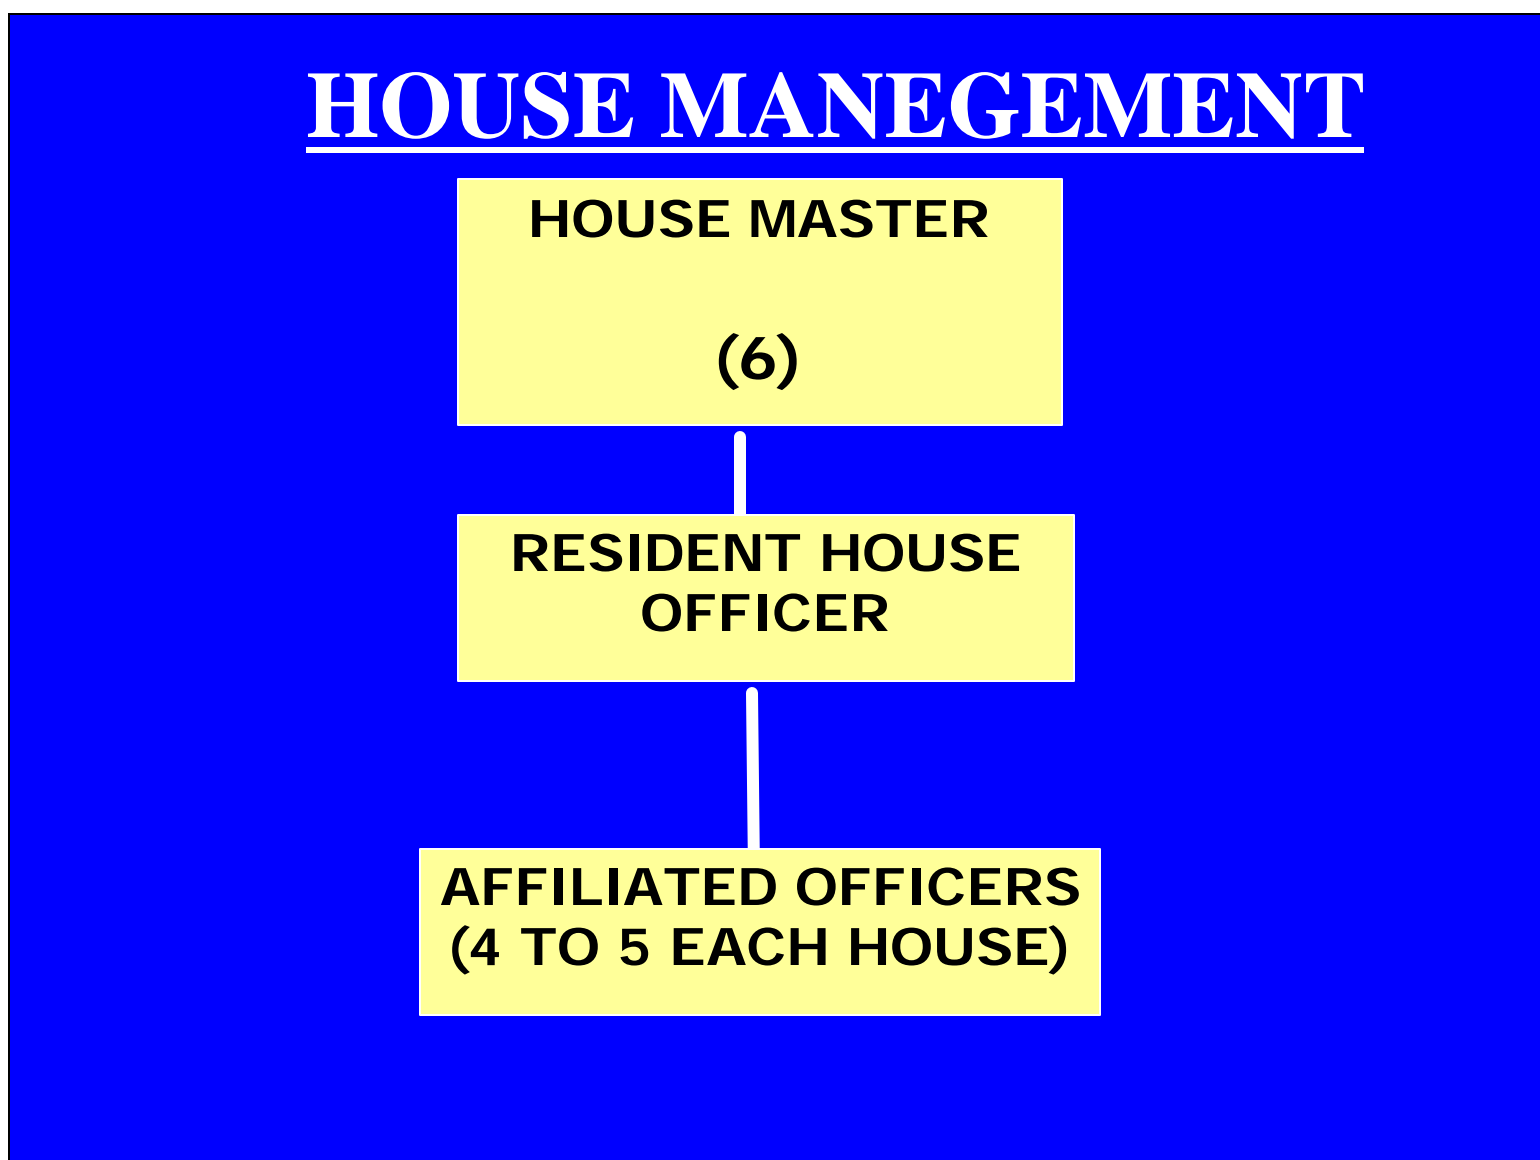 HOUSE MANEGEMENT
HOUSE MASTER
(6)
RESIDENT HOUSE
OFFICER
AFFILIATED OFFICERS
(4 TO 5 EACH HOUSE)